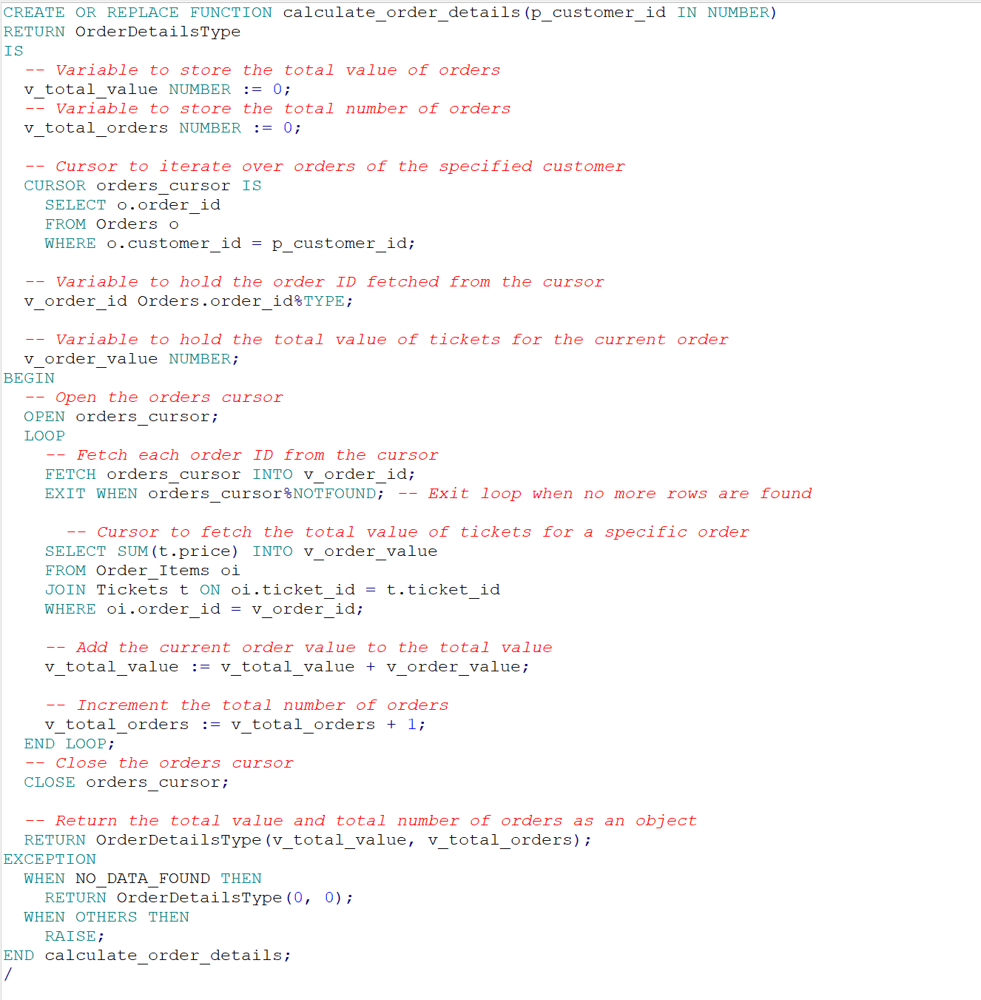 CREATE OR REPLACE FUNCTION calculate_order_details(p_customer_id IN NUMBER)
RETURN OrderDetailsType
IS
  -- Variable to store the total value of orders
  v_total_value NUMBER := 0;
  -- Variable to store the total number of orders
  v_total_orders NUMBER := 0;

  -- Cursor to iterate over orders of the specified customer
  CURSOR orders_cursor IS
    SELECT o.order_id
    FROM Orders o
    WHERE o.customer_id = p_customer_id;

  -- Variable to hold the order ID fetched from the cursor
  v_order_id Orders.order_id%TYPE;

  -- Variable to hold the total value of tickets for the current order
  v_order_value NUMBER;
BEGIN
  -- Open the orders cursor
  OPEN orders_cursor;
  LOOP
    -- Fetch each order ID from the cursor
    FETCH orders_cursor INTO v_order_id;
    EXIT WHEN orders_cursor%NOTFOUND; -- Exit loop when no more rows are found

      -- Cursor to fetch the total value of tickets for a specific order
    SELECT SUM(t.price) INTO v_order_value
    FROM Order_Items oi
    JOIN Tickets t ON oi.ticket_id = t.ticket_id
    WHERE oi.order_id = v_order_id;

    -- Add the current order value to the total value
    v_total_value := v_total_value + v_order_value;

    -- Increment the total number of orders
    v_total_orders := v_total_orders + 1;
  END LOOP;
  -- Close the orders cursor
  CLOSE orders_cursor;

  -- Return the total value and total number of orders as an object
  RETURN OrderDetailsType(v_total_value, v_total_orders);
EXCEPTION
  WHEN NO_DATA_FOUND THEN
    RETURN OrderDetailsType(0, 0);
  WHEN OTHERS THEN
    RAISE;
END calculate_order_details;
/